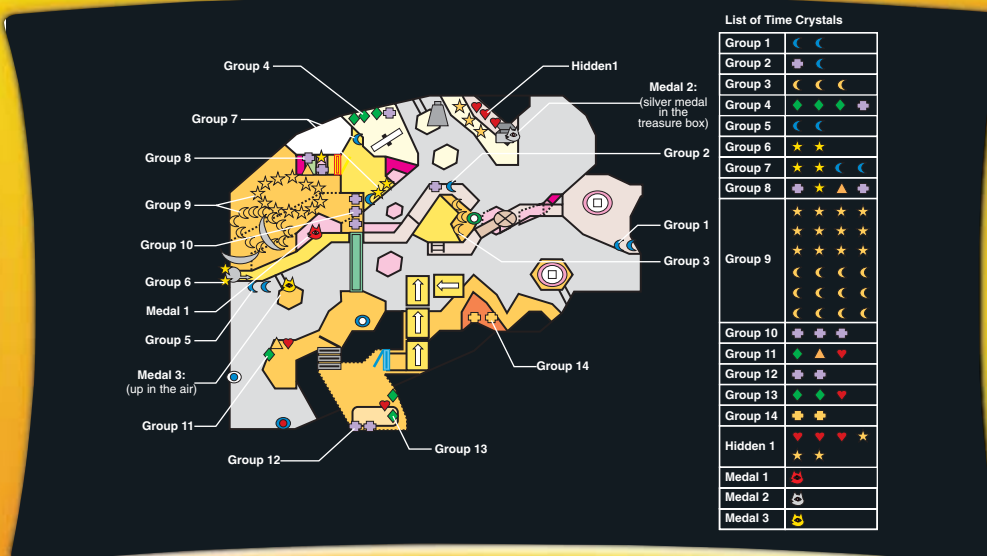 List of Time Crystals
Group 4
Hidden1
Medal 2:
(silver medal
in the
treasure box)
Group 7
Group 8
Group 2
Group 9
Group 1
Group 10
Group 3
Group 6
Medal 1
Group 5
Group 14
Medal 3:
(up in the air)
Group 11
Group 13
Group 12
Group 1
Group 2
Group 3
Group 4
Group 5
Group 6
Group 7
Group 8
Group 9
Group 10
Group 11
Group 12
Group 13
Group 14
Hidden 1
Medal 1
Medal 2
Medal 3